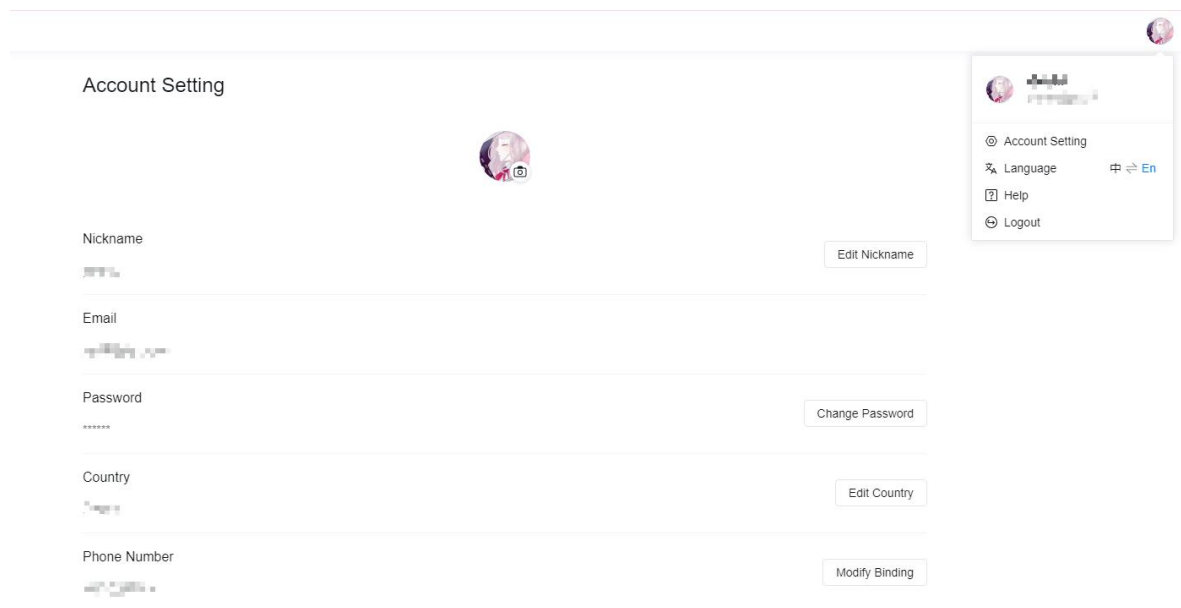 Account Setting
Account Setting
Language 中 ⇌ En
Help
Logout
Nickname
Edit Nickname
Email
Password
******
Change Password
Country
Edit Country
Phone Number
Modify Binding